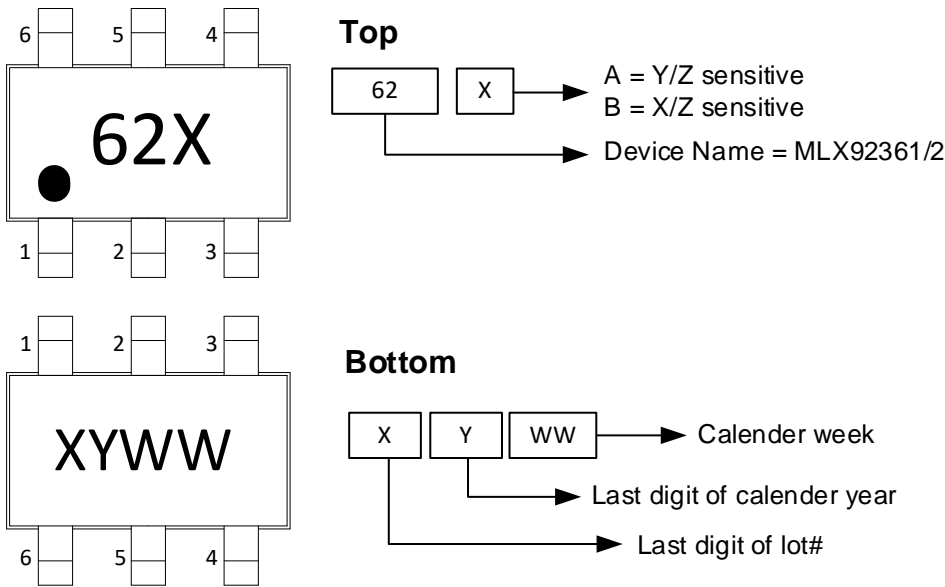 6 5 4
62X
1 2 3
Top
62 X
A = Y/Z sensitive
B = X/Z sensitive
Device Name = MLX92361/2
1 2 3
XYWW
6 5 4
Bottom
X Y WW
Calender week
Last digit of calender year
Last digit of lot#